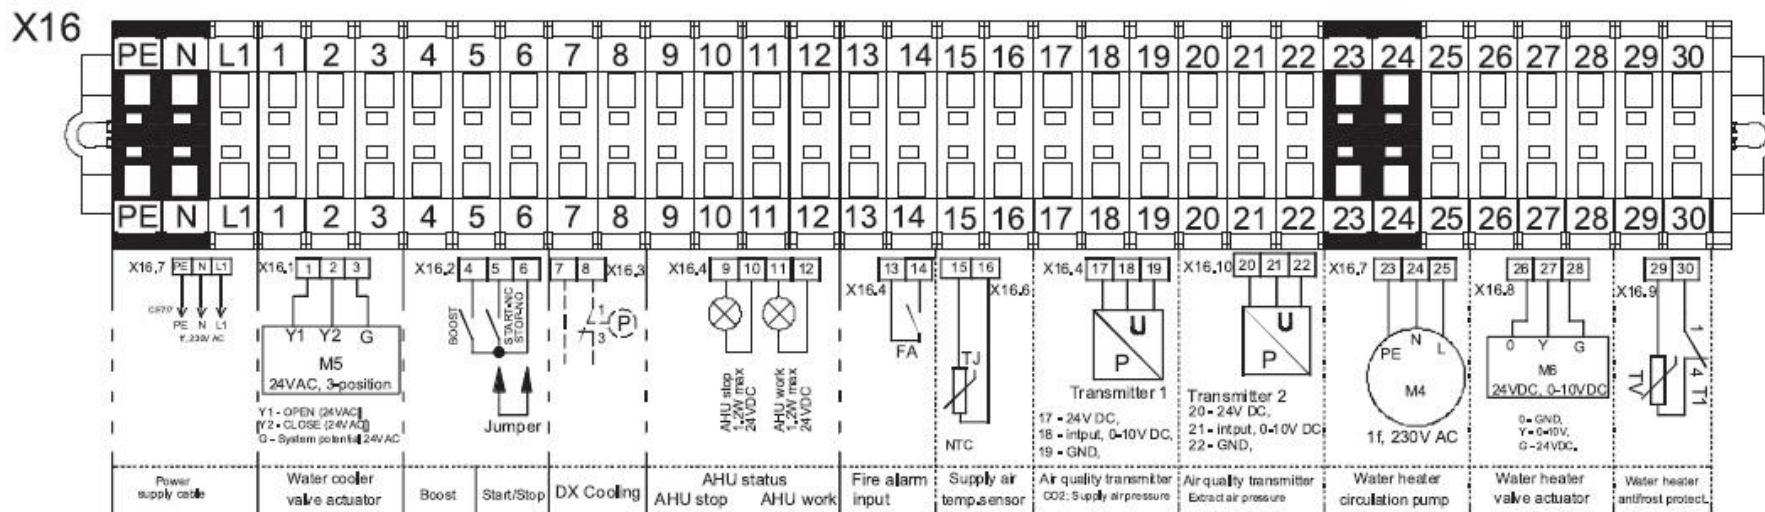 X16
PE N L1 1 2 3 4 5 6 7 8 9 10 11 12 13 14 15 16 17 18 19 20 21 22 23 24 25 26 27 28 29 30
PE N L1 1 2 3 4 5 6 7 8 9 10 11 12 13 14 15 16 17 18 19 20 21 22 23 24 25 26 27 28 29 30
X16.7 PE N L1
PE N L1
1f, 230V AC
Power
supply cable
X16.1 1 2 3
Y1 Y2 G
M5
24VAC, 3-position
Y1 - OPEN (24VAC)
Y2 - CLOSE (24VAC)
G - System potential 24VAC
Water cooler
valve actuator
X16.2 4 5 6
BOOST
START-NC
STOP-NO
Jumper
Boost
Start/Stop
7 8 X16.3
1
P
3
DX Cooling
X16.4 9 10 11 12
AHU stop
1,2W max
24VDC
AHU work
1,2W max
24VDC
AHU status
AHU stop AHU work
13 14
X16.4
FA
Fire alarm
input
15 16
X16.6
TJ
NTC
Supply air
temp.sensor
X16.4 17 18 19
U
P
Transmitter 1
17 - 24V DC,
18 - intput, 0-10V DC,
19 - GND,
Air quality transmitter
CO2; Supply air pressure
X16.10 20 21 22
U
P
Transmitter 2
20 - 24V DC,
21 - intput, 0-10V DC
22 - GND,
Air quality transmitter
Extract air pressure
X16.7 23 24 25
PE N L
M4
1f, 230V AC
Water heater
circulation pump
26 27 28
X16.8
0 Y G
M6
24VDC, 0-10VDC
0 - GND,
Y - 0-10V,
G - 24VDC.
Water heater
valve actuator
29 30
X16.9
1
4
TV
T1
Water heater
antifrost protect.